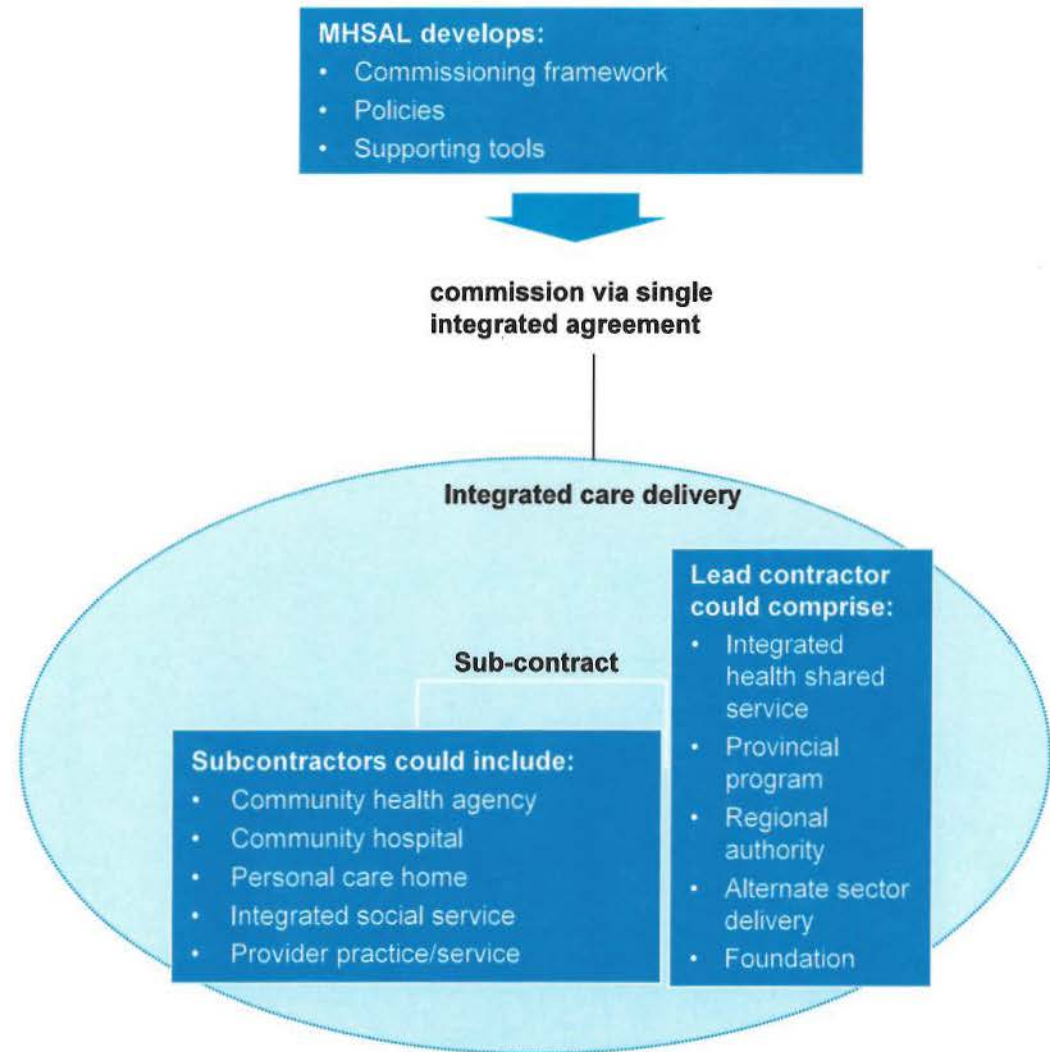 MHSAL develops:
• Commissioning framework
• Policies
• Supporting tools
commission via single
integrated agreement
Integrated care delivery
Lead contractor
could comprise:
• Integrated
health shared
service
• Provincial
program
• Regional
authority
• Alternate sector
delivery
• Foundation
Sub-contract
Subcontractors could include:
• Community health agency
• Community hospital
• Personal care home
• Integrated social service
• Provider practice/service